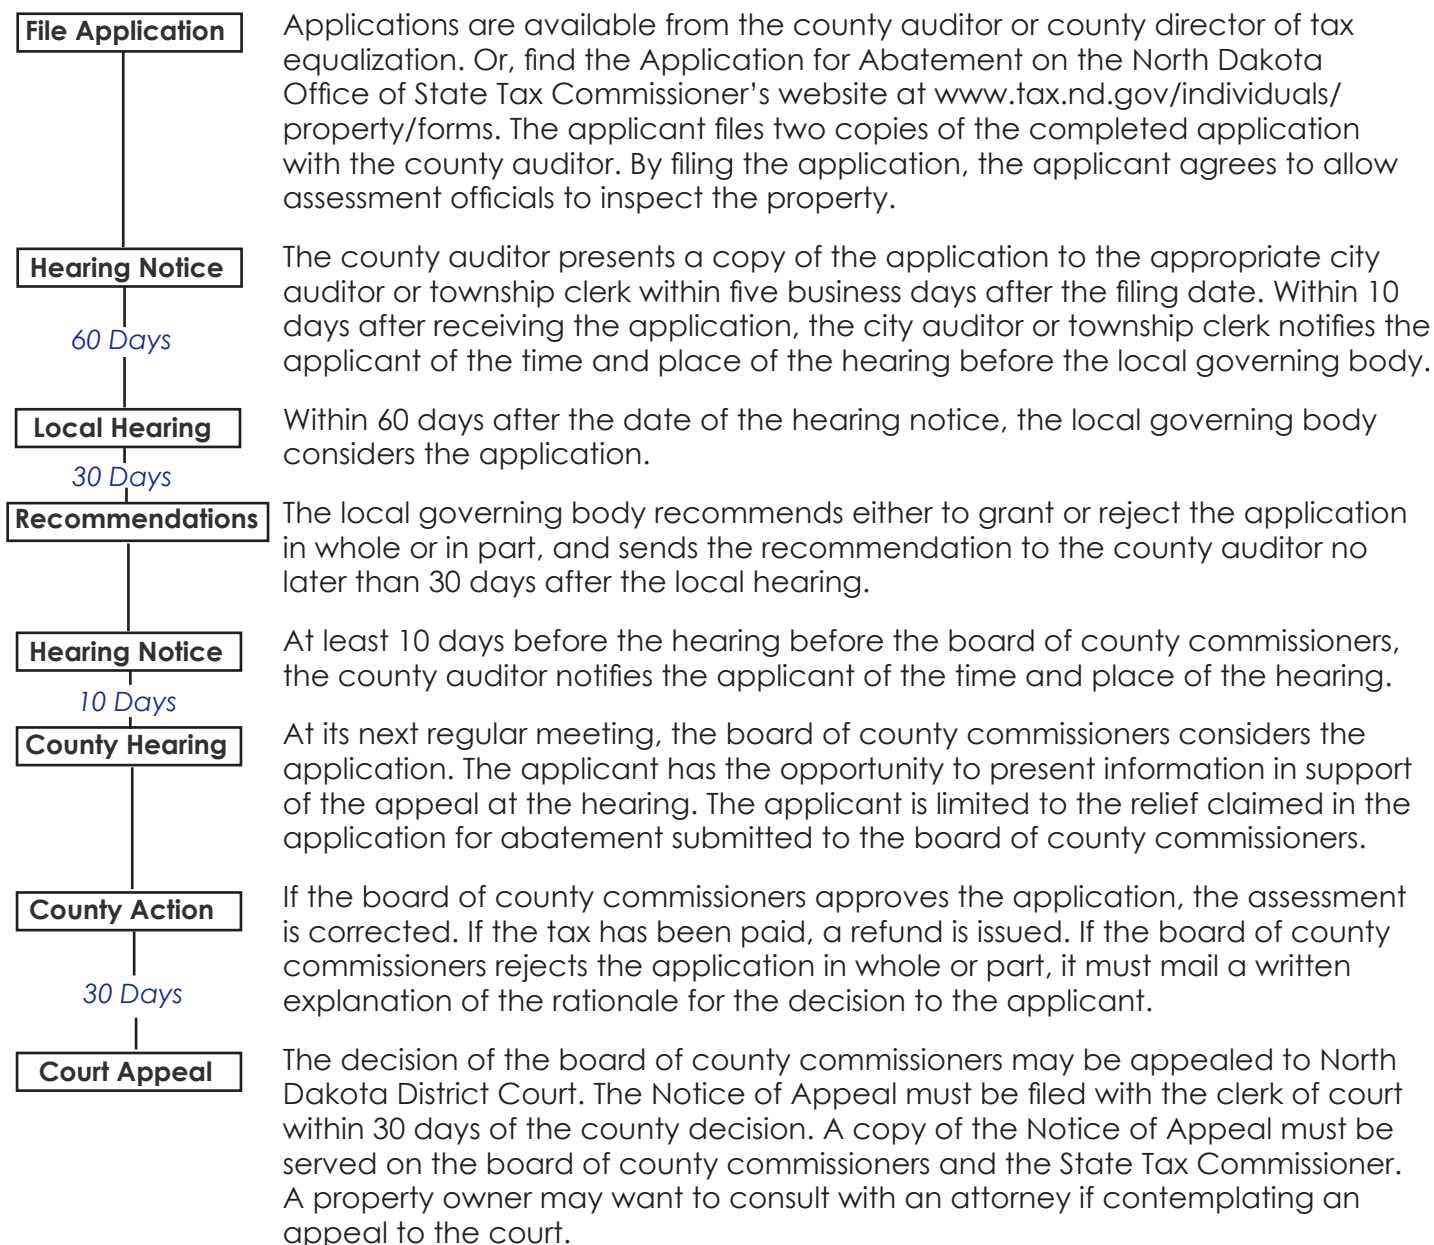 File Application
Applications are available from the county auditor or county director of tax
equalization. Or, find the Application for Abatement on the North Dakota
Office of State Tax Commissioner’s website at www.tax.nd.gov/individuals/
property/forms. The applicant files two copies of the completed application
with the county auditor. By filing the application, the applicant agrees to allow
assessment officials to inspect the property.
Hearing Notice
The county auditor presents a copy of the application to the appropriate city
auditor or township clerk within five business days after the filing date. Within 10
days after receiving the application, the city auditor or township clerk notifies the
applicant of the time and place of the hearing before the local governing body.
60 Days
Local Hearing
Within 60 days after the date of the hearing notice, the local governing body
considers the application.
30 Days
Recommendations
The local governing body recommends either to grant or reject the application
in whole or in part, and sends the recommendation to the county auditor no
later than 30 days after the local hearing.
Hearing Notice
At least 10 days before the hearing before the board of county commissioners,
the county auditor notifies the applicant of the time and place of the hearing.
10 Days
County Hearing
At its next regular meeting, the board of county commissioners considers the
application. The applicant has the opportunity to present information in support
of the appeal at the hearing. The applicant is limited to the relief claimed in the
application for abatement submitted to the board of county commissioners.
County Action
If the board of county commissioners approves the application, the assessment
is corrected. If the tax has been paid, a refund is issued. If the board of county
commissioners rejects the application in whole or part, it must mail a written
explanation of the rationale for the decision to the applicant.
30 Days
Court Appeal
The decision of the board of county commissioners may be appealed to North
Dakota District Court. The Notice of Appeal must be filed with the clerk of court
within 30 days of the county decision. A copy of the Notice of Appeal must be
served on the board of county commissioners and the State Tax Commissioner.
A property owner may want to consult with an attorney if contemplating an
appeal to the court.